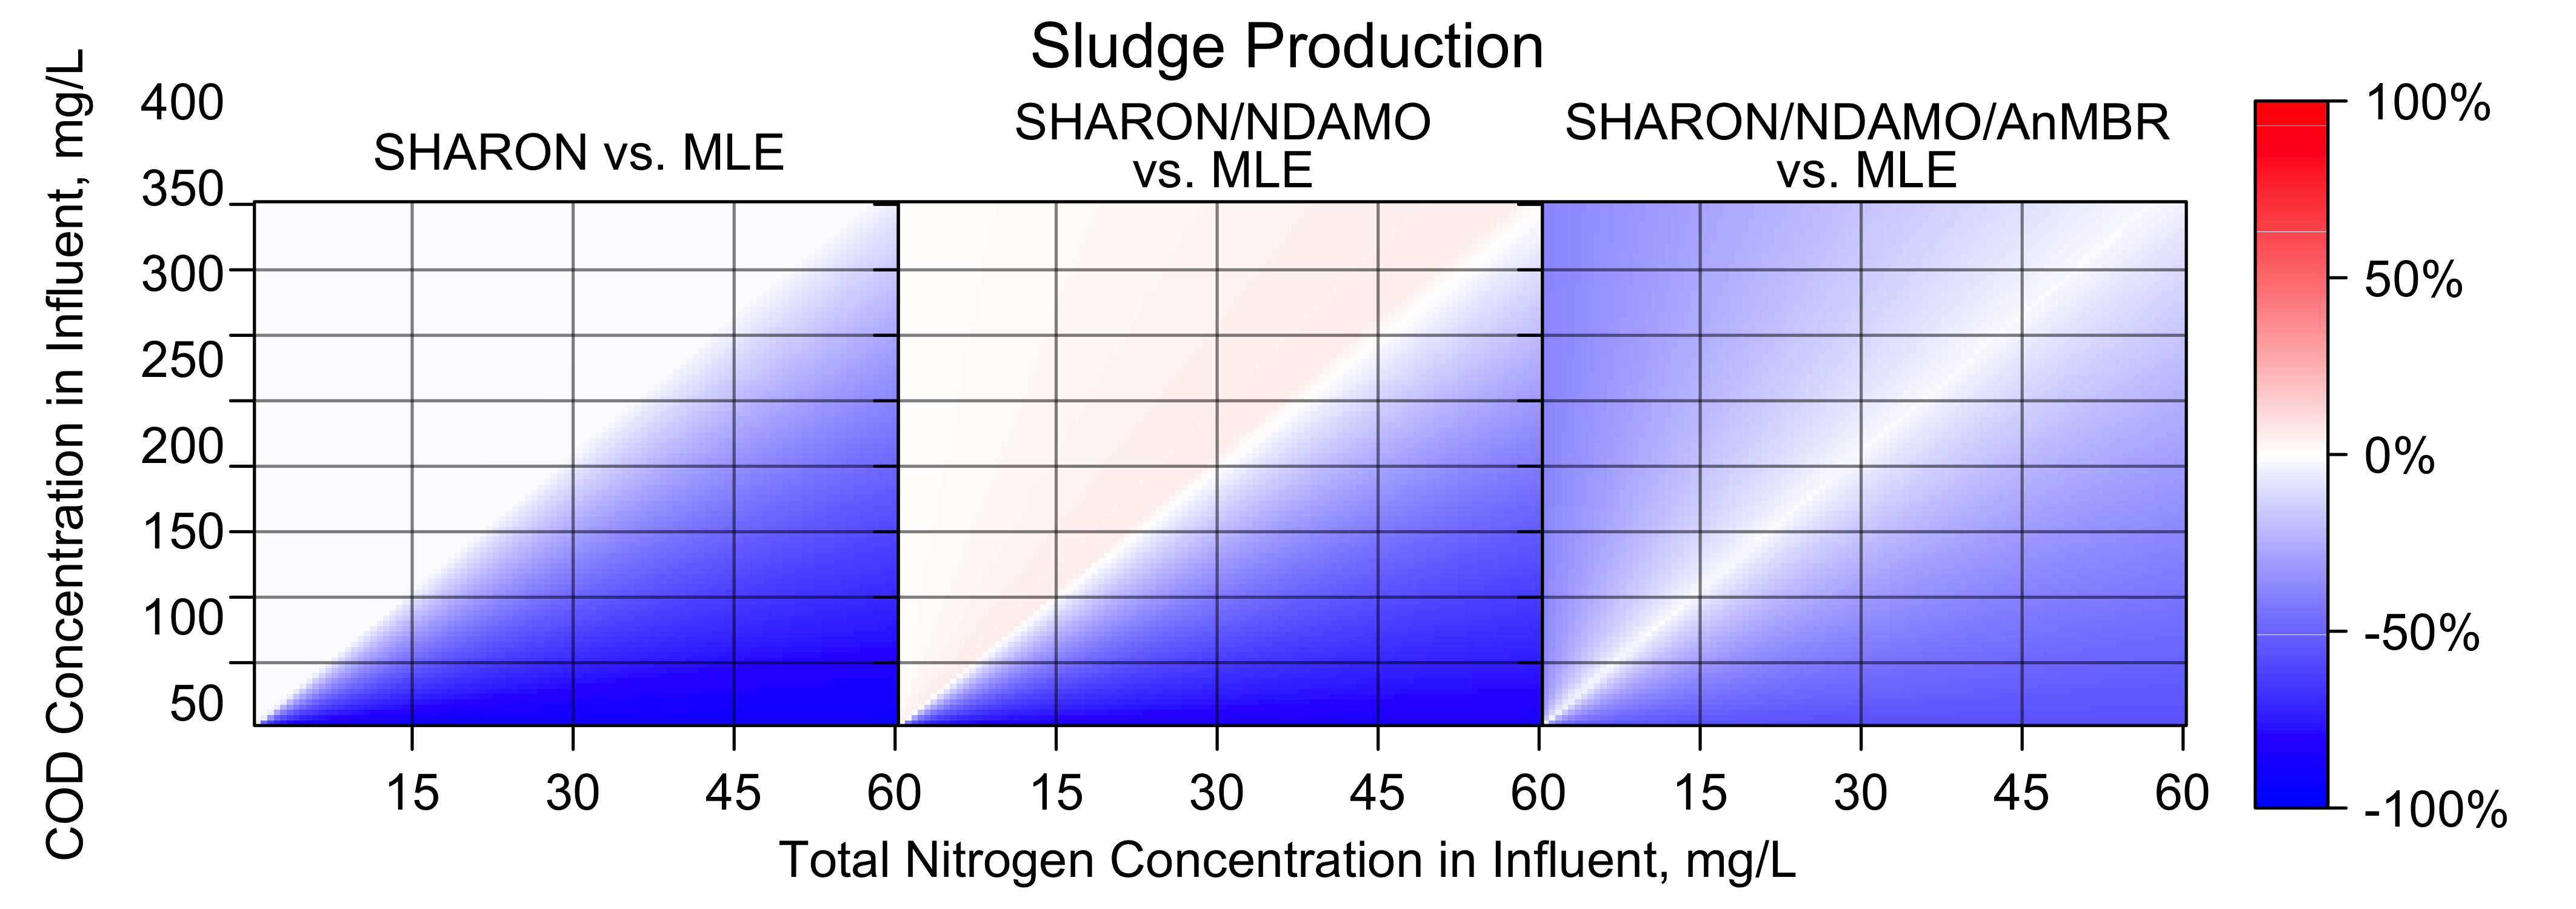 Sludge Production
SHARON vs. MLE
SHARON/NDAMO
vs. MLE
SHARON/NDAMO/AnMBR
vs. MLE
COD Concentration in Influent, mg/L
400
350
300
250
200
150
100
50
15 30 45 60 15 30 45 60 15 30 45 60
Total Nitrogen Concentration in Influent, mg/L
100%
50%
0%
-50%
-100%